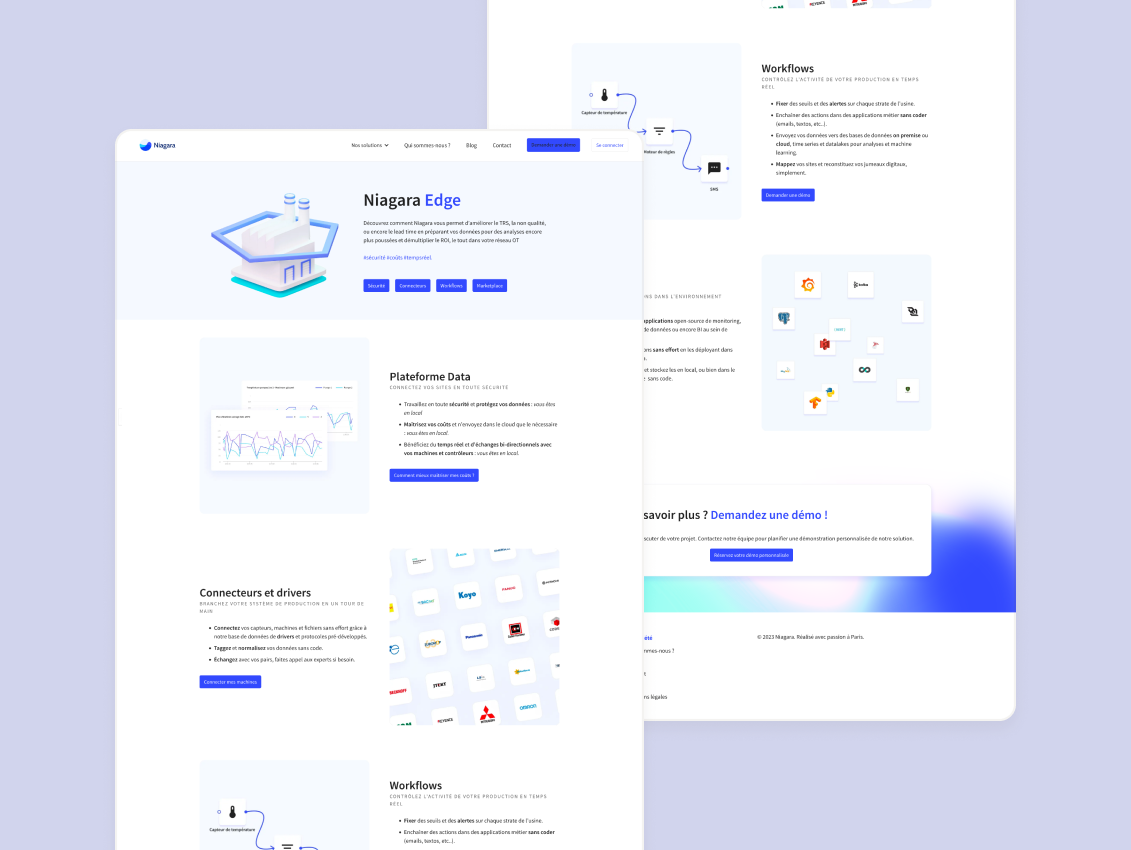 Niagara
Nos solutions
Qui sommes-nous ?
Blog
Contact
Demander une démo
Se connecter
Niagara Edge
Découvrez comment Niagara vous permet d'améliorer le TRS, la non qualité,
ou encore le lead time en préparant vos données pour des analyses encore
plus poussées et démultiplier le ROI, le tout dans votre réseau OT
#sécurité #coûts #tempsréel.
Sécurité
Connecteurs
Workflows
Marketplace
Plateforme Data
CONNECTEZ VOS SITES EN TOUTE SÉCURITÉ
• Travaillez en toute sécurité et protégez vos données : vous êtes
en local
• Maîtrisez vos coûts et n'envoyez dans le cloud que le nécessaire
: vous êtes en local.
• Bénéficiez du temps réel et d'échanges bi-directionnels avec
vos machines et contrôleurs : vous êtes en local.
Comment mieux maîtriser mes coûts ?
Connecteurs et drivers
BRANCHEZ VOTRE SYSTÈME DE PRODUCTION EN UN TOUR DE
MAIN
• Connectez vos capteurs, machines et fichiers sans effort grâce à
notre base de données de drivers et protocoles pré-développés.
• Taggez et normalisez vos données sans code.
• Échangez avec vos pairs, faites appel aux experts si besoin.
Connecter mes machines
Koyo
Panasonic
KEYENCE
MITSUBISHI
OMRON
Capteur de température
Workflows
CONTRÔLEZ L'ACTIVITÉ DE VOTRE PRODUCTION EN TEMPS
RÉEL
• Fixer des seuils et des alertes sur chaque strate de l'usine.
• Enchaîner des actions dans des applications métier sans coder
(emails, textos, etc..).
Capteur de température
Moteur de règles
SMS
Workflows
CONTRÔLEZ L'ACTIVITÉ DE VOTRE PRODUCTION EN TEMPS
RÉEL
• Fixer des seuils et des alertes sur chaque strate de l'usine.
• Enchaîner des actions dans des applications métier sans coder
(emails, textos, etc..).
• Envoyez vos données vers des bases de données on premise ou
cloud, time series et datalakes pour analyses et machine
learning.
• Mappez vos sites et reconstituez vos jumeaux digitaux,
simplement.
Demander une démo
NS DANS L'ENVIRONNEMENT
applications open-source de monitoring,
de données ou encore BI au sein de
ons sans effort en les déployant dans
et stockez les en local, ou bien dans le
sans code.
kafka
savoir plus ? Demandez une démo !
scuter de votre projet. Contactez notre équipe pour planifier une démonstration personnalisée de notre solution.
Réservez votre démo personnalisée
été
mmes-nous ?
ns légales
© 2023 Niagara. Réalisé avec passion à Paris.